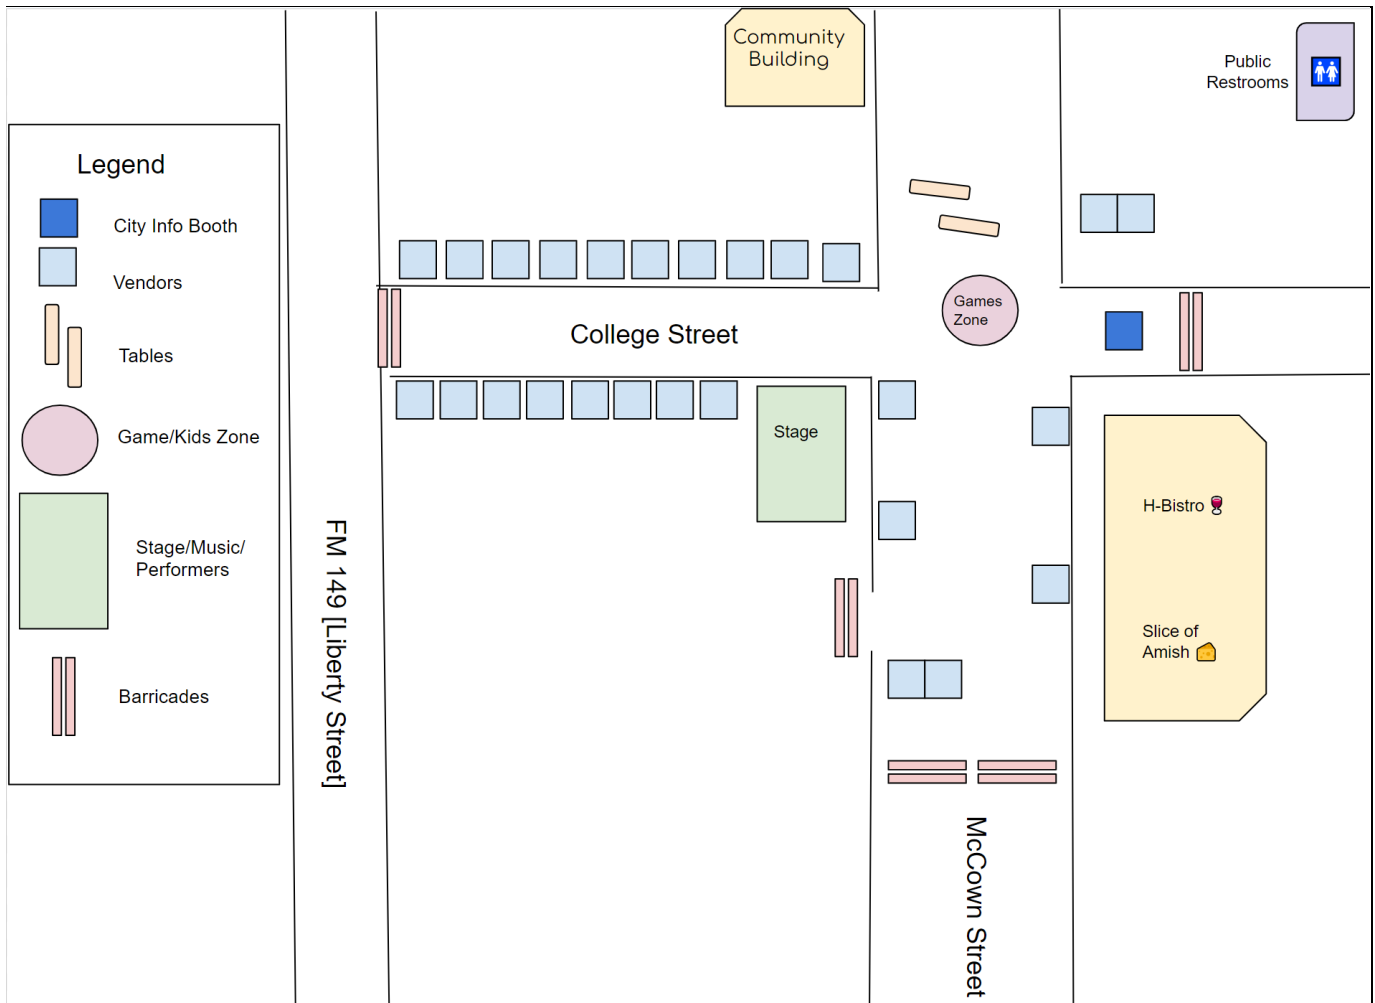 Community
Building
Public
Restrooms
Legend
City Info Booth
Vendors
Tables
Game/Kids Zone
Stage/Music/
Performers
Barricades
Games
Zone
College Street
Stage
FM 149 [Liberty Street]
H-Bistro 🍷
Slice of
Amish 🧀
McCown Street